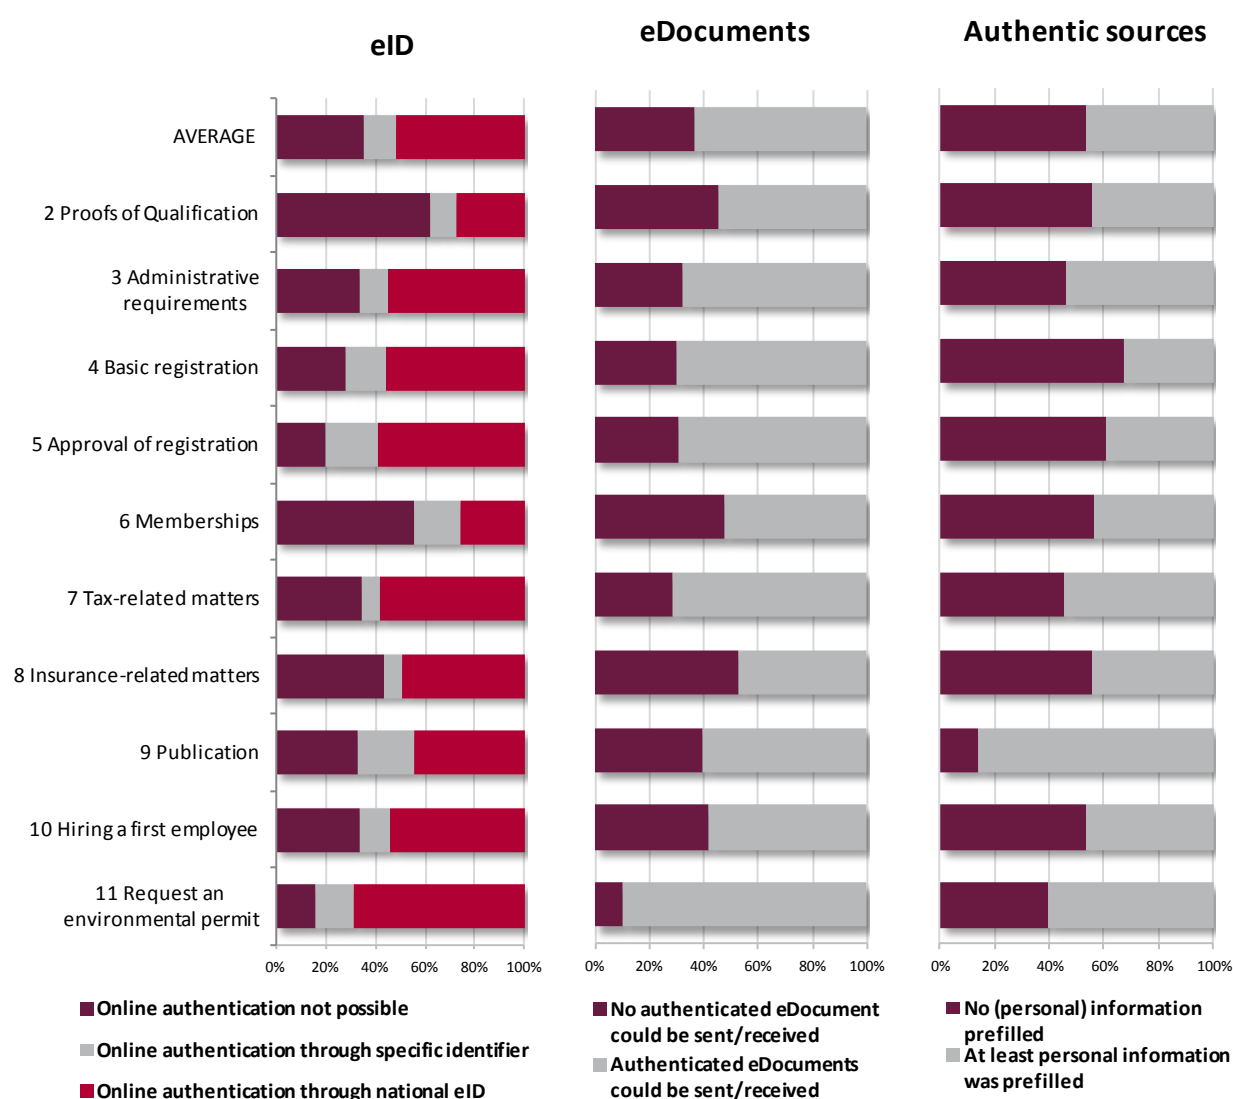 eID
eDocuments
Authentic sources
AVERAGE
2 Proofs of Qualification
3 Administrative
requirements
4 Basic registration
5 Approval of registration
6 Memberships
7 Tax-related matters
8 Insurance-related matters
9 Publication
10 Hiring a first employee
11 Request an
environmental permit
0% 20% 40% 60% 80% 100%
0% 20% 40% 60% 80% 100%
0% 20% 40% 60% 80% 100%
Online authentication not possible
Online authentication through specific identifier
Online authentication through national eID
No authenticated eDocument
could be sent/received
Authenticated eDocuments
could be sent/received
No (personal) information
prefilled
At least personal information
was prefilled